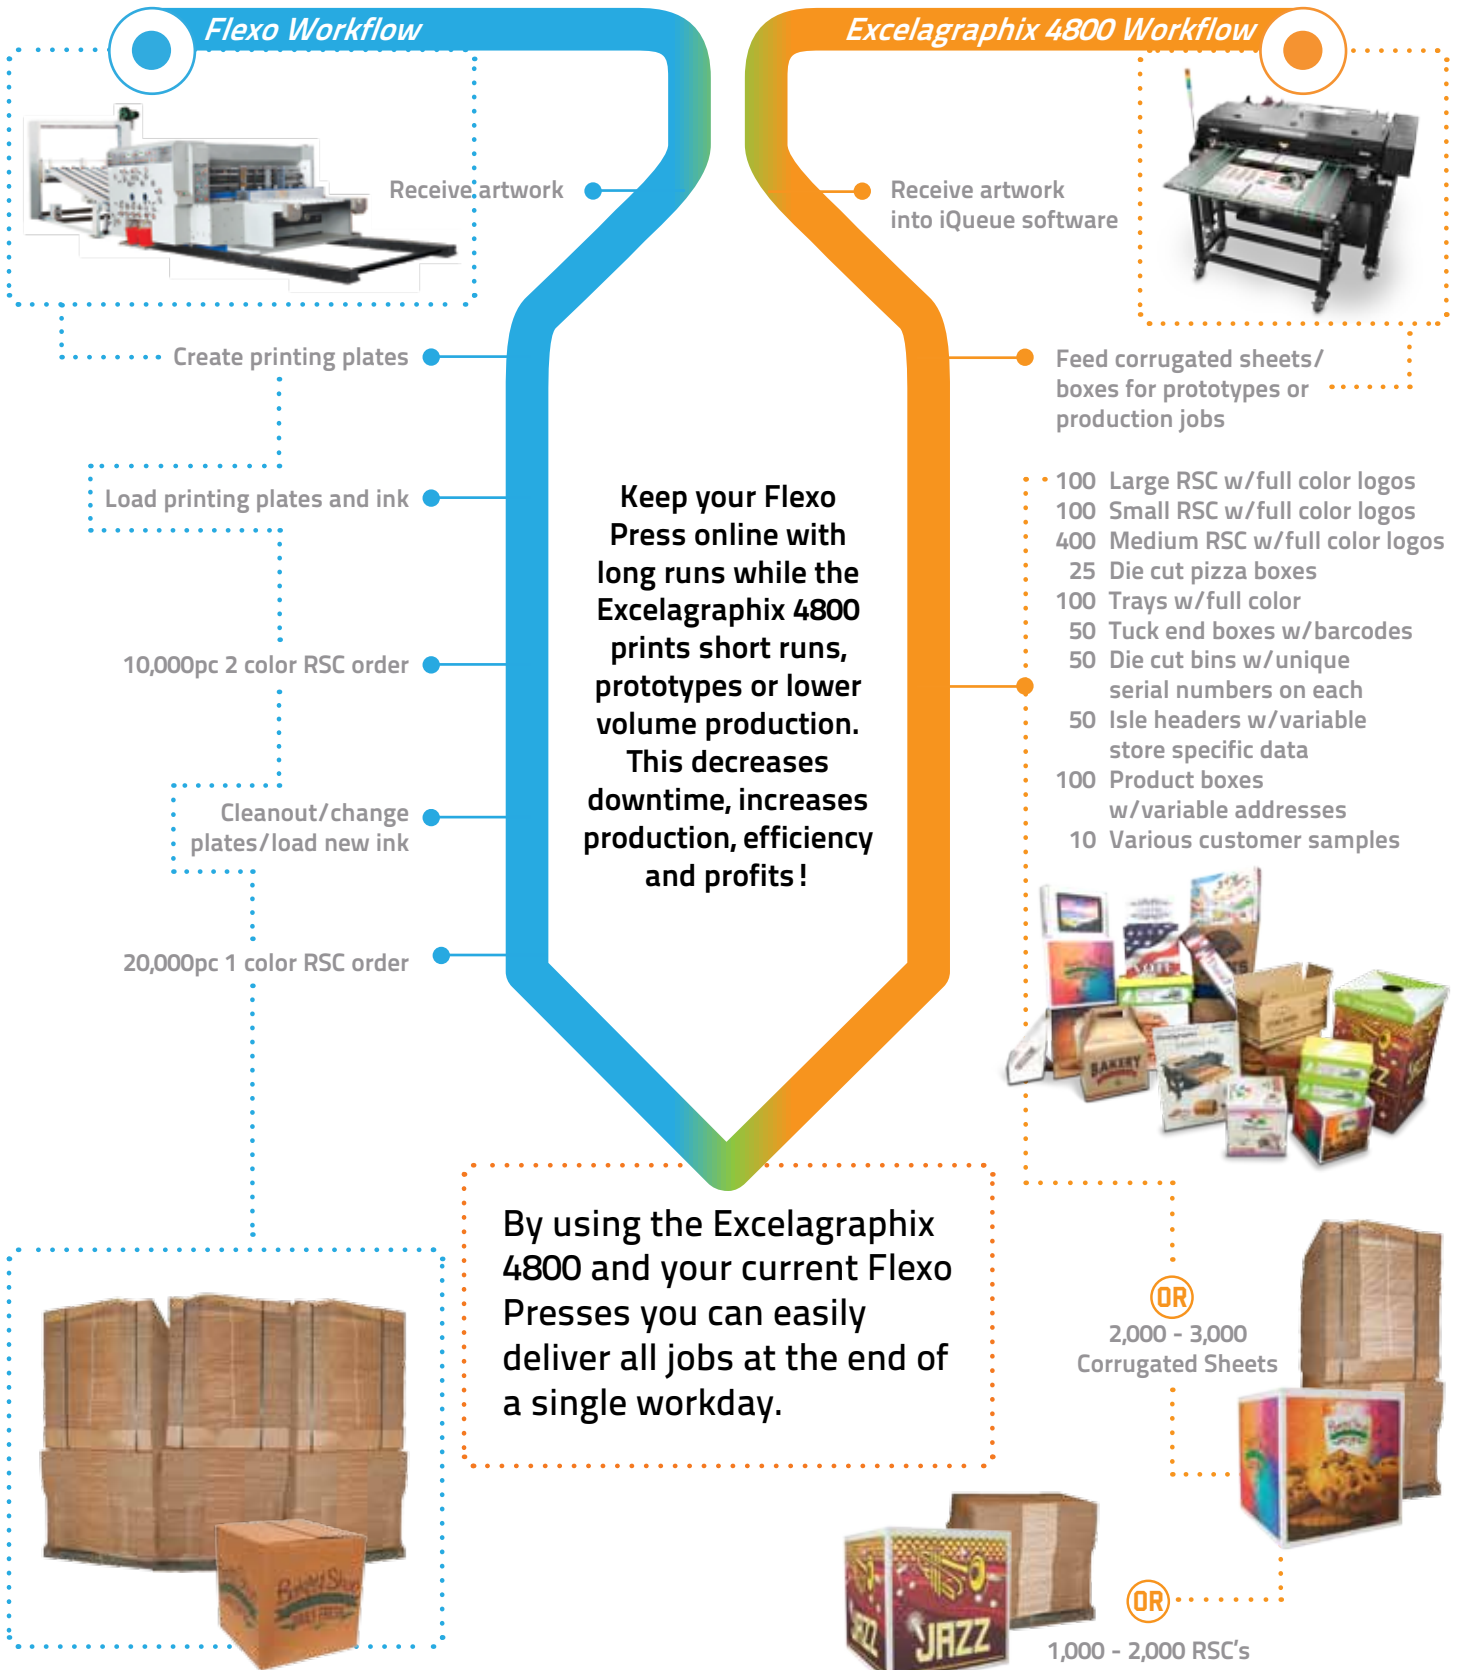 Flexo Workflow
Excelagraphix 4800 Workflow
Receive artwork
Receive artwork
into iQueue software
Create printing plates
Feed corrugated sheets/
boxes for prototypes or
production jobs
Load printing plates and ink
10,000pc 2 color RSC order
Cleanout/change
plates/load new ink
20,000pc 1 color RSC order
Keep your Flexo
Press online with
long runs while the
Excelagraphix 4800
prints short runs,
prototypes or lower
volume production.
This decreases
downtime, increases
production, efficiency
and profits!
100 Large RSC w/full color logos
100 Small RSC w/full color logos
400 Medium RSC w/full color logos
25 Die cut pizza boxes
100 Trays w/full color
50 Tuck end boxes w/barcodes
50 Die cut bins w/unique
serial numbers on each
50 Isle headers w/variable
store specific data
100 Product boxes
w/variable addresses
10 Various customer samples
BAKERY
By using the Excelagraphix
4800 and your current Flexo
Presses you can easily
deliver all jobs at the end of
a single workday.
OR
2,000 - 3,000
Corrugated Sheets
OR
1,000 - 2,000 RSC's
JAZZ
JAZZ